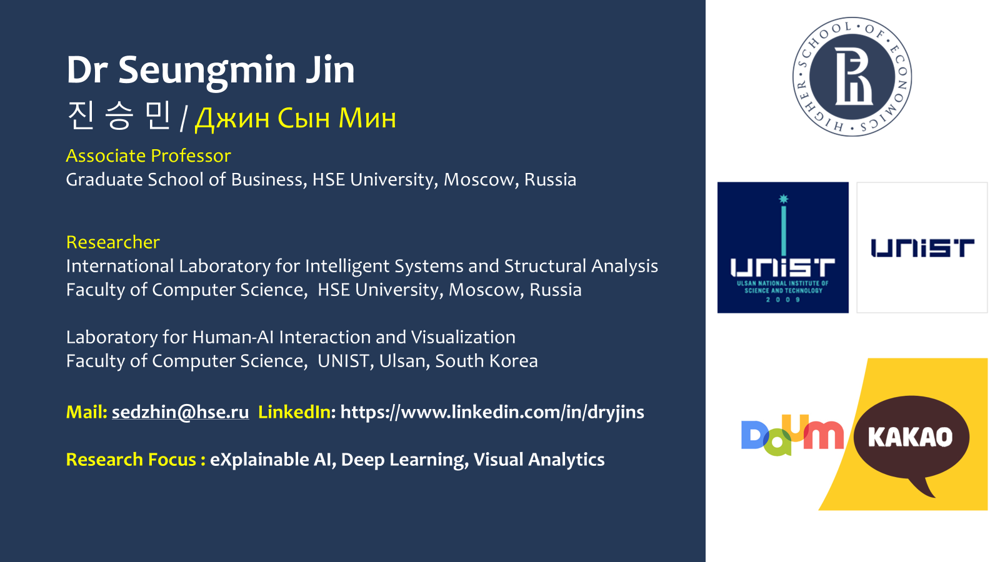 Dr Seungmin Jin
진 승 민 / Джин Сын Мин
Associate Professor
Graduate School of Business, HSE University, Moscow, Russia
Researcher
International Laboratory for Intelligent Systems and Structural Analysis
Faculty of Computer Science,  HSE University, Moscow, Russia
Laboratory for Human-AI Interaction and Visualization
Faculty of Computer Science,  UNIST, Ulsan, South Korea
Mail: sedzhin@hse.ru  LinkedIn: https://www.linkedin.com/in/dryjins
Research Focus : eXplainable AI, Deep Learning, Visual Analytics
HIGHER · SCHOOL · OF · ECONOMICS ·
UNIST
ULSAN NATIONAL INSTITUTE OF
SCIENCE AND TECHNOLOGY
2 0 0 9
UNIST
Daum
KAKAO